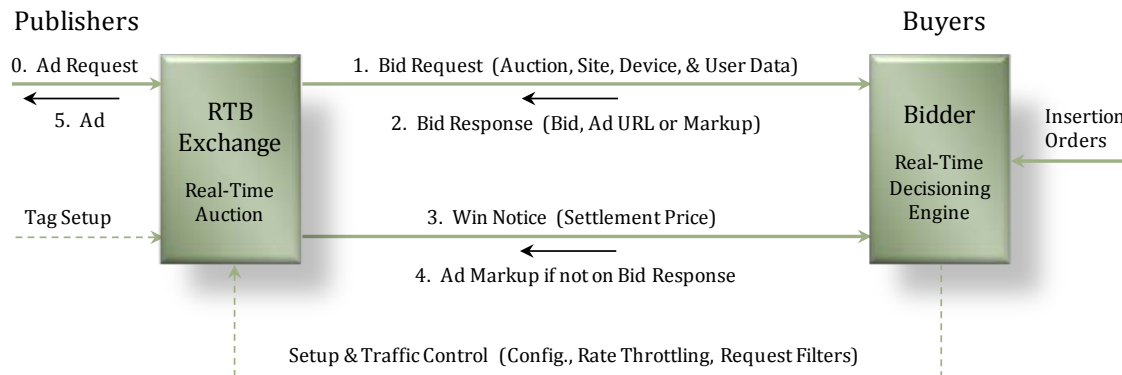 Publishers
Buyers
0. Ad Request
5. Ad
RTB
Exchange
Real-Time
Auction
Tag Setup
1. Bid Request (Auction, Site, Device, & User Data)
2. Bid Response (Bid, Ad URL or Markup)
3. Win Notice (Settlement Price)
4. Ad Markup if not on Bid Response
Bidder
Real-Time
Decisioning
Engine
Insertion
Orders
Setup & Traffic Control (Config., Rate Throttling, Request Filters)